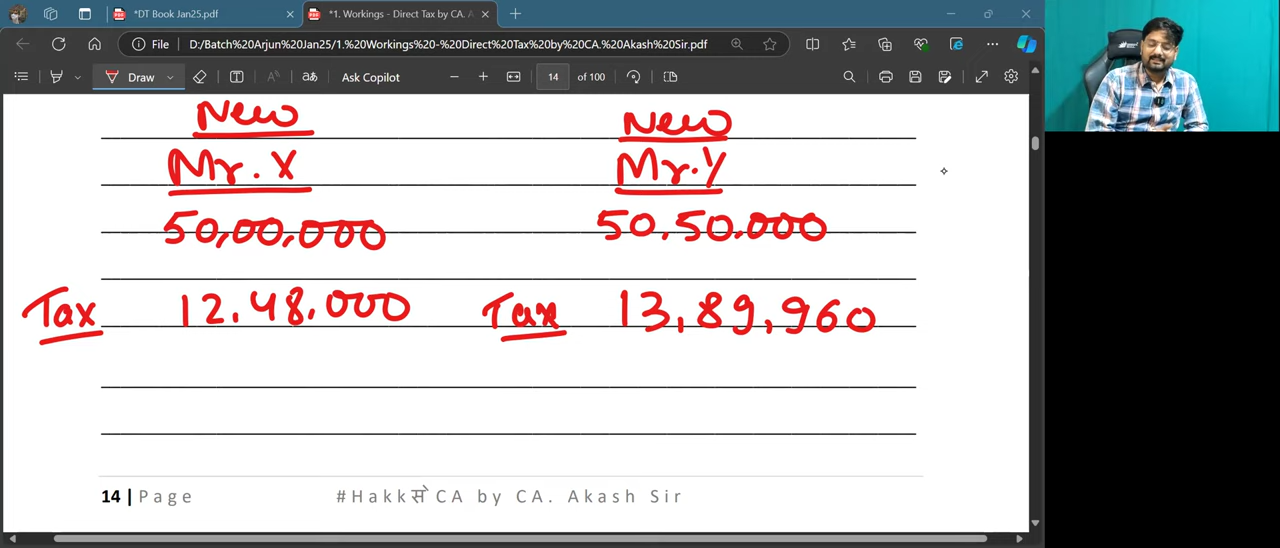 *DT Book Jan25.pdf
*1. Workings - Direct Tax by CA. A
File
D:/Batch%20Arjun%20Jan25/1.%20Workings%20-%20Direct%20Tax%20by%20CA.%20Akash%20Sir.pdf
Draw
aあ
Ask Copilot
14 of 100
New New
Mr. X Mr. Y
50,00,000 50,50,000
Tax 12,48,000 Tax 13,89,960
14 | Page #Hakkसे CA by CA. Akash Sir